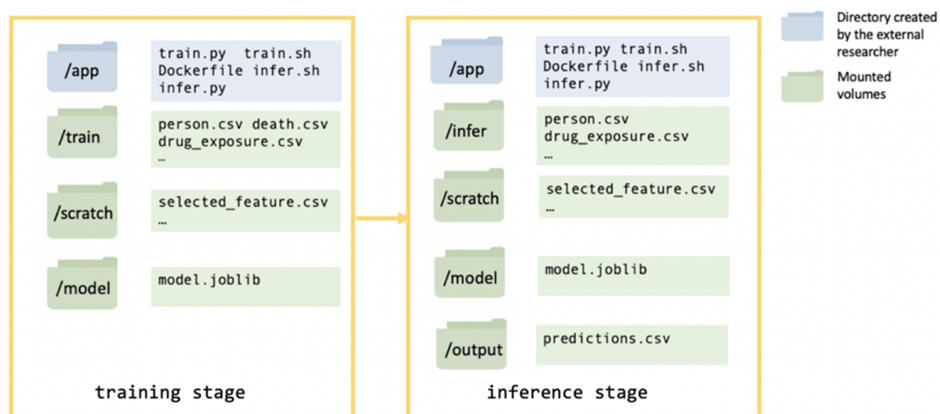 /app
train.py train.sh
Dockerfile infer.sh
infer.py
/train
person.csv death.csv
drug_exposure.csv
…
/scratch
selected_feature.csv
…
/model
model.joblib
training stage
/app
train.py train.sh
Dockerfile infer.sh
infer.py
/infer
person.csv
drug_exposure.csv
…
/scratch
selected_feature.csv
…
/model
model.joblib
/output
predictions.csv
inference stage
Directory created
by the external
researcher
Mounted
volumes